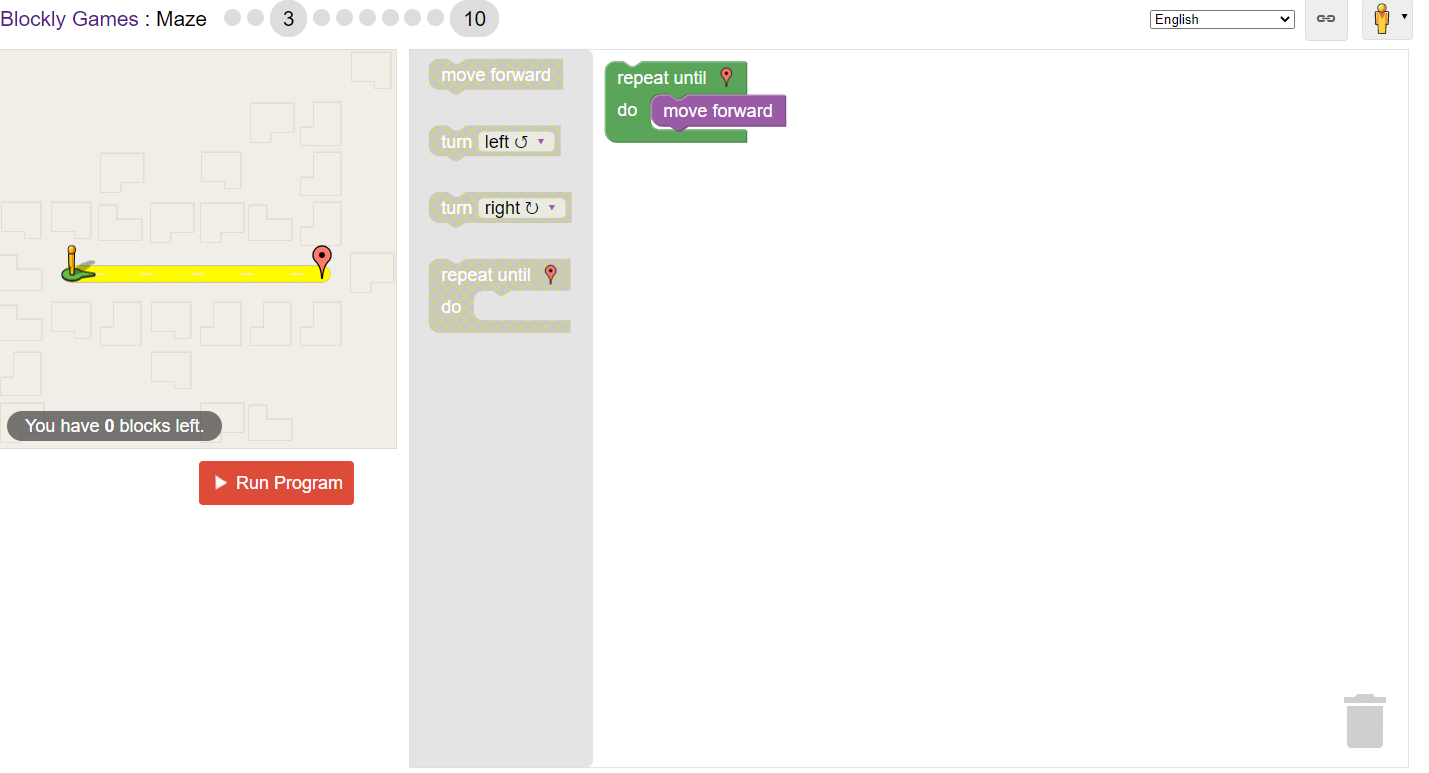 Blockly Games : Maze 3 10 English
move forward
turn left ↺ ▾
turn right ↻ ▾
repeat until
do
repeat until
do move forward
You have 0 blocks left.
Run Program